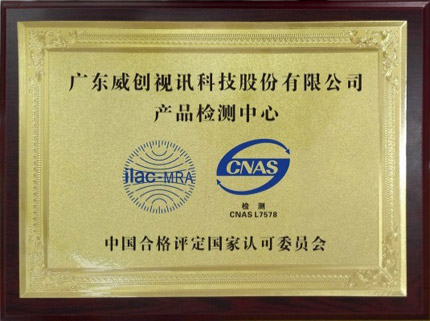 广东威创视讯科技股份有限公司
产品检测中心
ilac-MRA
CNAS
检 测
CNAS L7578
中国合格评定国家认可委员会